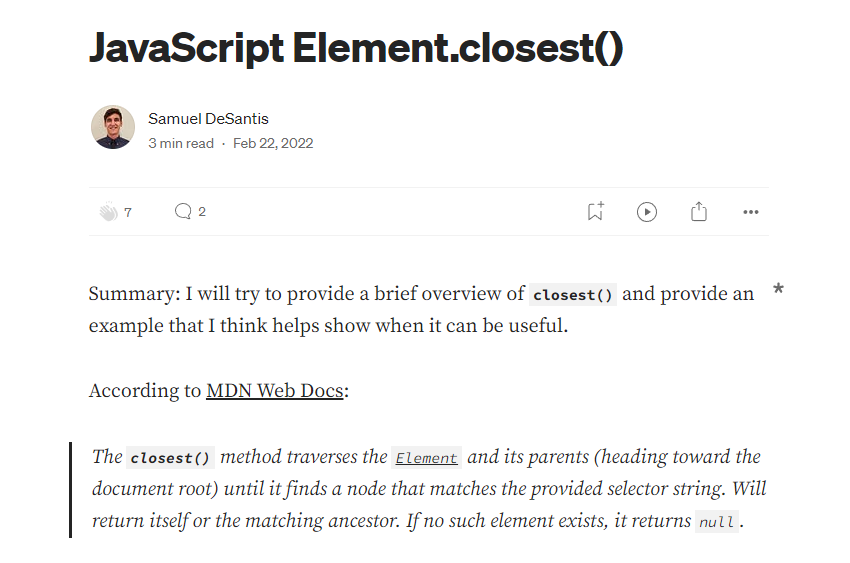 JavaScript Element.closest()
Samuel DeSantis
3 min read · Feb 22, 2022
7
2
Summary: I will try to provide a brief overview of closest() and provide an *
example that I think helps show when it can be useful.
According to MDN Web Docs:
The closest() method traverses the Element and its parents (heading toward the
document root) until it finds a node that matches the provided selector string. Will
return itself or the matching ancestor. If no such element exists, it returns null.